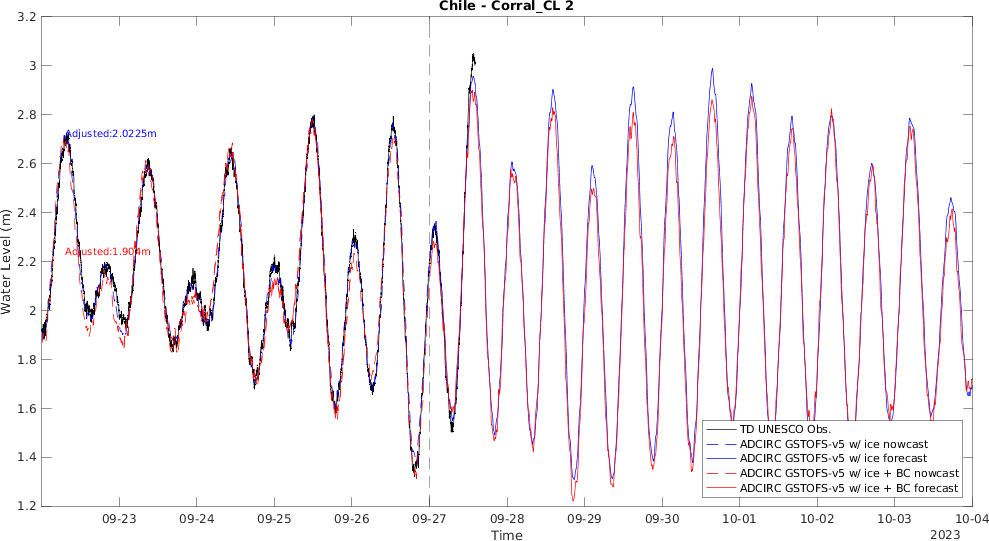 Chile - Corral_CL 2
3.2
3
2.8
2.6
2.4
2.2
2
1.8
1.6
1.4
1.2
Water Level (m)
Adjusted:2.0225m
Adjusted:1.904m
TD UNESCO Obs.
ADCIRC GSTOFS-v5 w/ ice nowcast
ADCIRC GSTOFS-v5 w/ ice forecast
ADCIRC GSTOFS-v5 w/ ice + BC nowcast
ADCIRC GSTOFS-v5 w/ ice + BC forecast
09-23 09-24 09-25 09-26 09-27 09-28 09-29 09-30 10-01 10-02 10-03 10-04
Time
2023